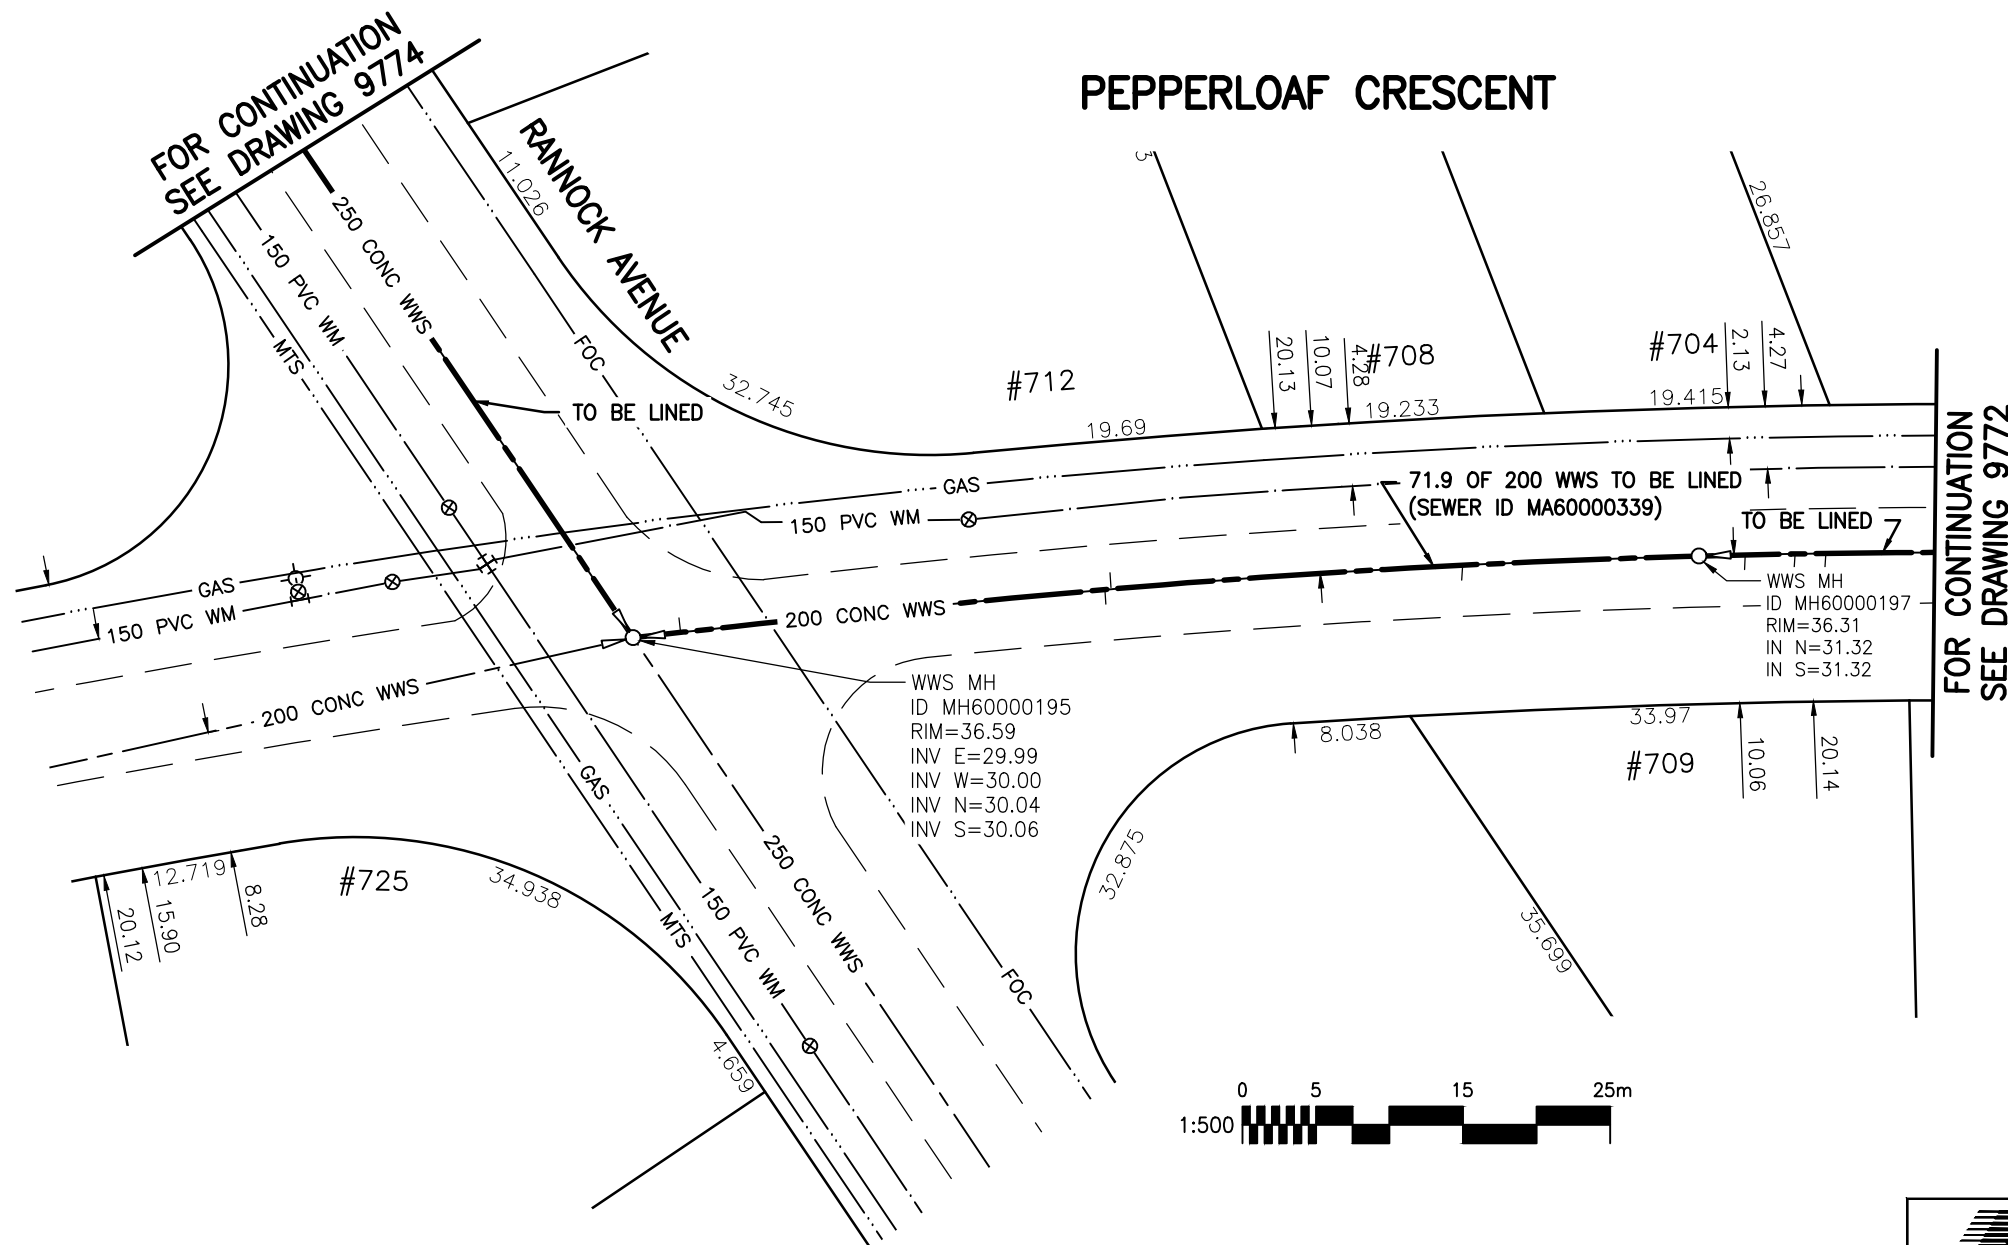 FOR CONTINUATION
SEE DRAWING 9774
PEPPERLOAF CRESCENT
RANNOCK AVENUE
11.026
3
26.857
250 CONC WWS
150 PVC WM
MTS
FOC
TO BE LINED
32.745
#712
20.13
10.07
4.28
#708
#704
2.13
4.27
19.69
19.233
19.415
GAS
150 PVC WM
71.9 OF 200 WWS TO BE LINED
(SEWER ID MA60000339)
TO BE LINED
FOR CONTINUATION
SEE DRAWING 9772
GAS
150 PVC WM
200 CONC WWS
WWS MH
ID MH60000197
RIM=36.31
IN N=31.32
IN S=31.32
200 CONC WWS
WWS MH
ID MH60000195
RIM=36.59
INV E=29.99
INV W=30.00
INV N=30.04
INV S=30.06
8.038
33.97
#709
10.06
20.14
GAS
250 CONC WWS
150 PVC WM
MTS
FOC
12.719
#725
34.938
8.28
15.90
20.12
32.875
35.699
4.659
0 5 15 25m
1:500